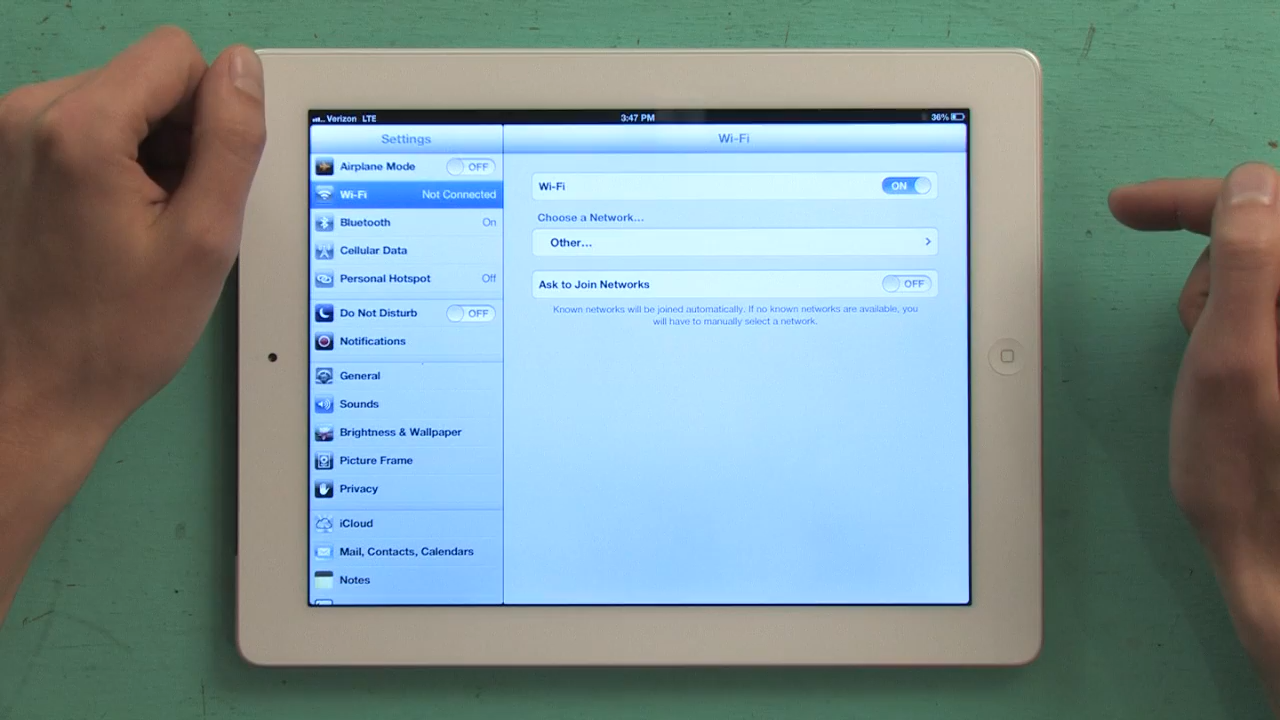 Verizon LTE 3:47 PM 36%
Settings
Wi-Fi
Airplane Mode OFF
Wi-Fi Not Connected
Bluetooth On
Cellular Data
Personal Hotspot Off
Do Not Disturb OFF
Notifications
General
Sounds
Brightness & Wallpaper
Picture Frame
Privacy
iCloud
Mail, Contacts, Calendars
Notes
Wi-Fi ON
Choose a Network...
Other...
Ask to Join Networks OFF
Known networks will be joined automatically. If no known networks are available, you
will have to manually select a network.